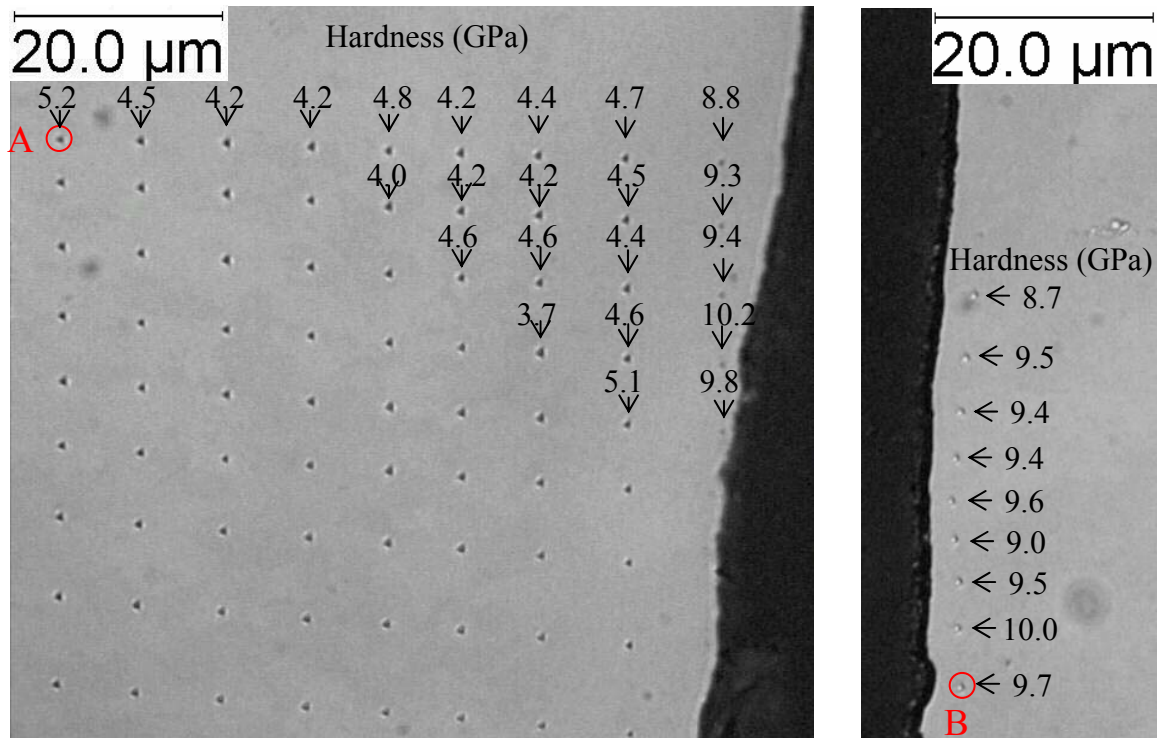 20.0 µm
Hardness (GPa)
5.2 4.5 4.2 4.2 4.8 4.2 4.4 4.7 8.8
A
4.0 4.2 4.2 4.5 9.3
4.6 4.6 4.4 9.4
3.7 4.6 10.2
5.1 9.8
20.0 µm
Hardness (GPa)
8.7
9.5
9.4
9.4
9.6
9.0
9.5
10.0
9.7
B